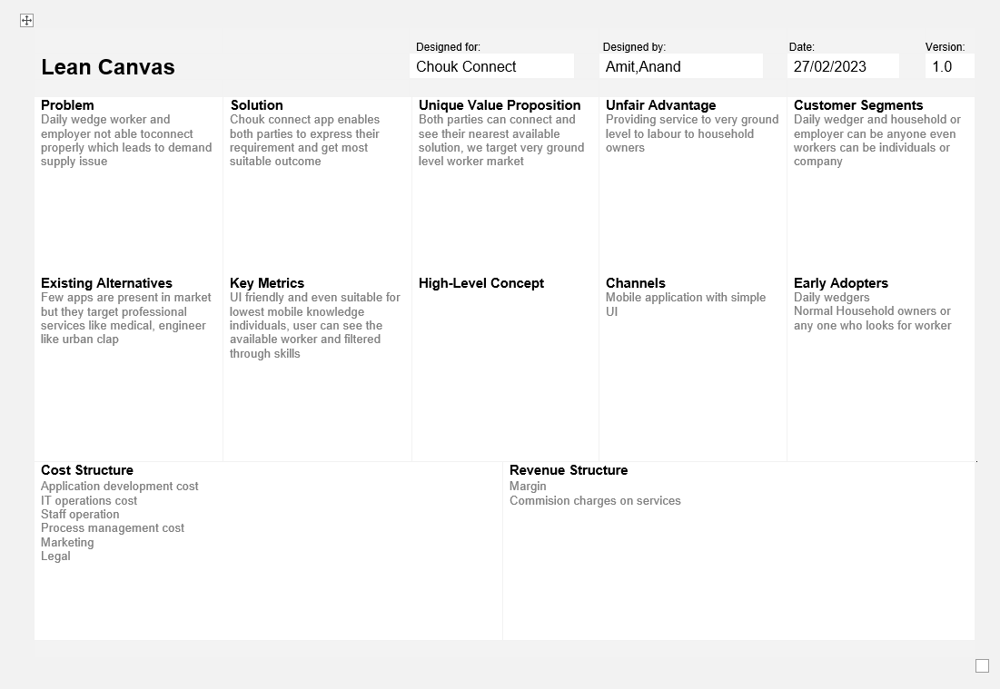 Lean Canvas
Designed for:
Chouk Connect
Designed by:
Amit,Anand
Date:
27/02/2023
Version:
1.0
Problem
Daily wedge worker and
employer not able toconnect
properly which leads to demand
supply issue
Solution
Chouk connect app enables
both parties to express their
requirement and get most
suitable outcome
Unique Value Proposition
Both parties can connect and
see their nearest available
solution, we target very ground
level worker market
Unfair Advantage
Providing service to very ground
level to labour to household
owners
Customer Segments
Daily wedger and household or
employer can be anyone even
workers can be individuals or
company
Existing Alternatives
Few apps are present in market
but they target professional
services like medical, engineer
like urban clap
Key Metrics
UI friendly and even suitable for
lowest mobile knowledge
individuals, user can see the
available worker and filtered
through skills
High-Level Concept
Channels
Mobile application with simple
UI
Early Adopters
Daily wedgers
Normal Household owners or
any one who looks for worker
Cost Structure
Application development cost
IT operations cost
Staff operation
Process management cost
Marketing
Legal
Revenue Structure
Margin
Commision charges on services